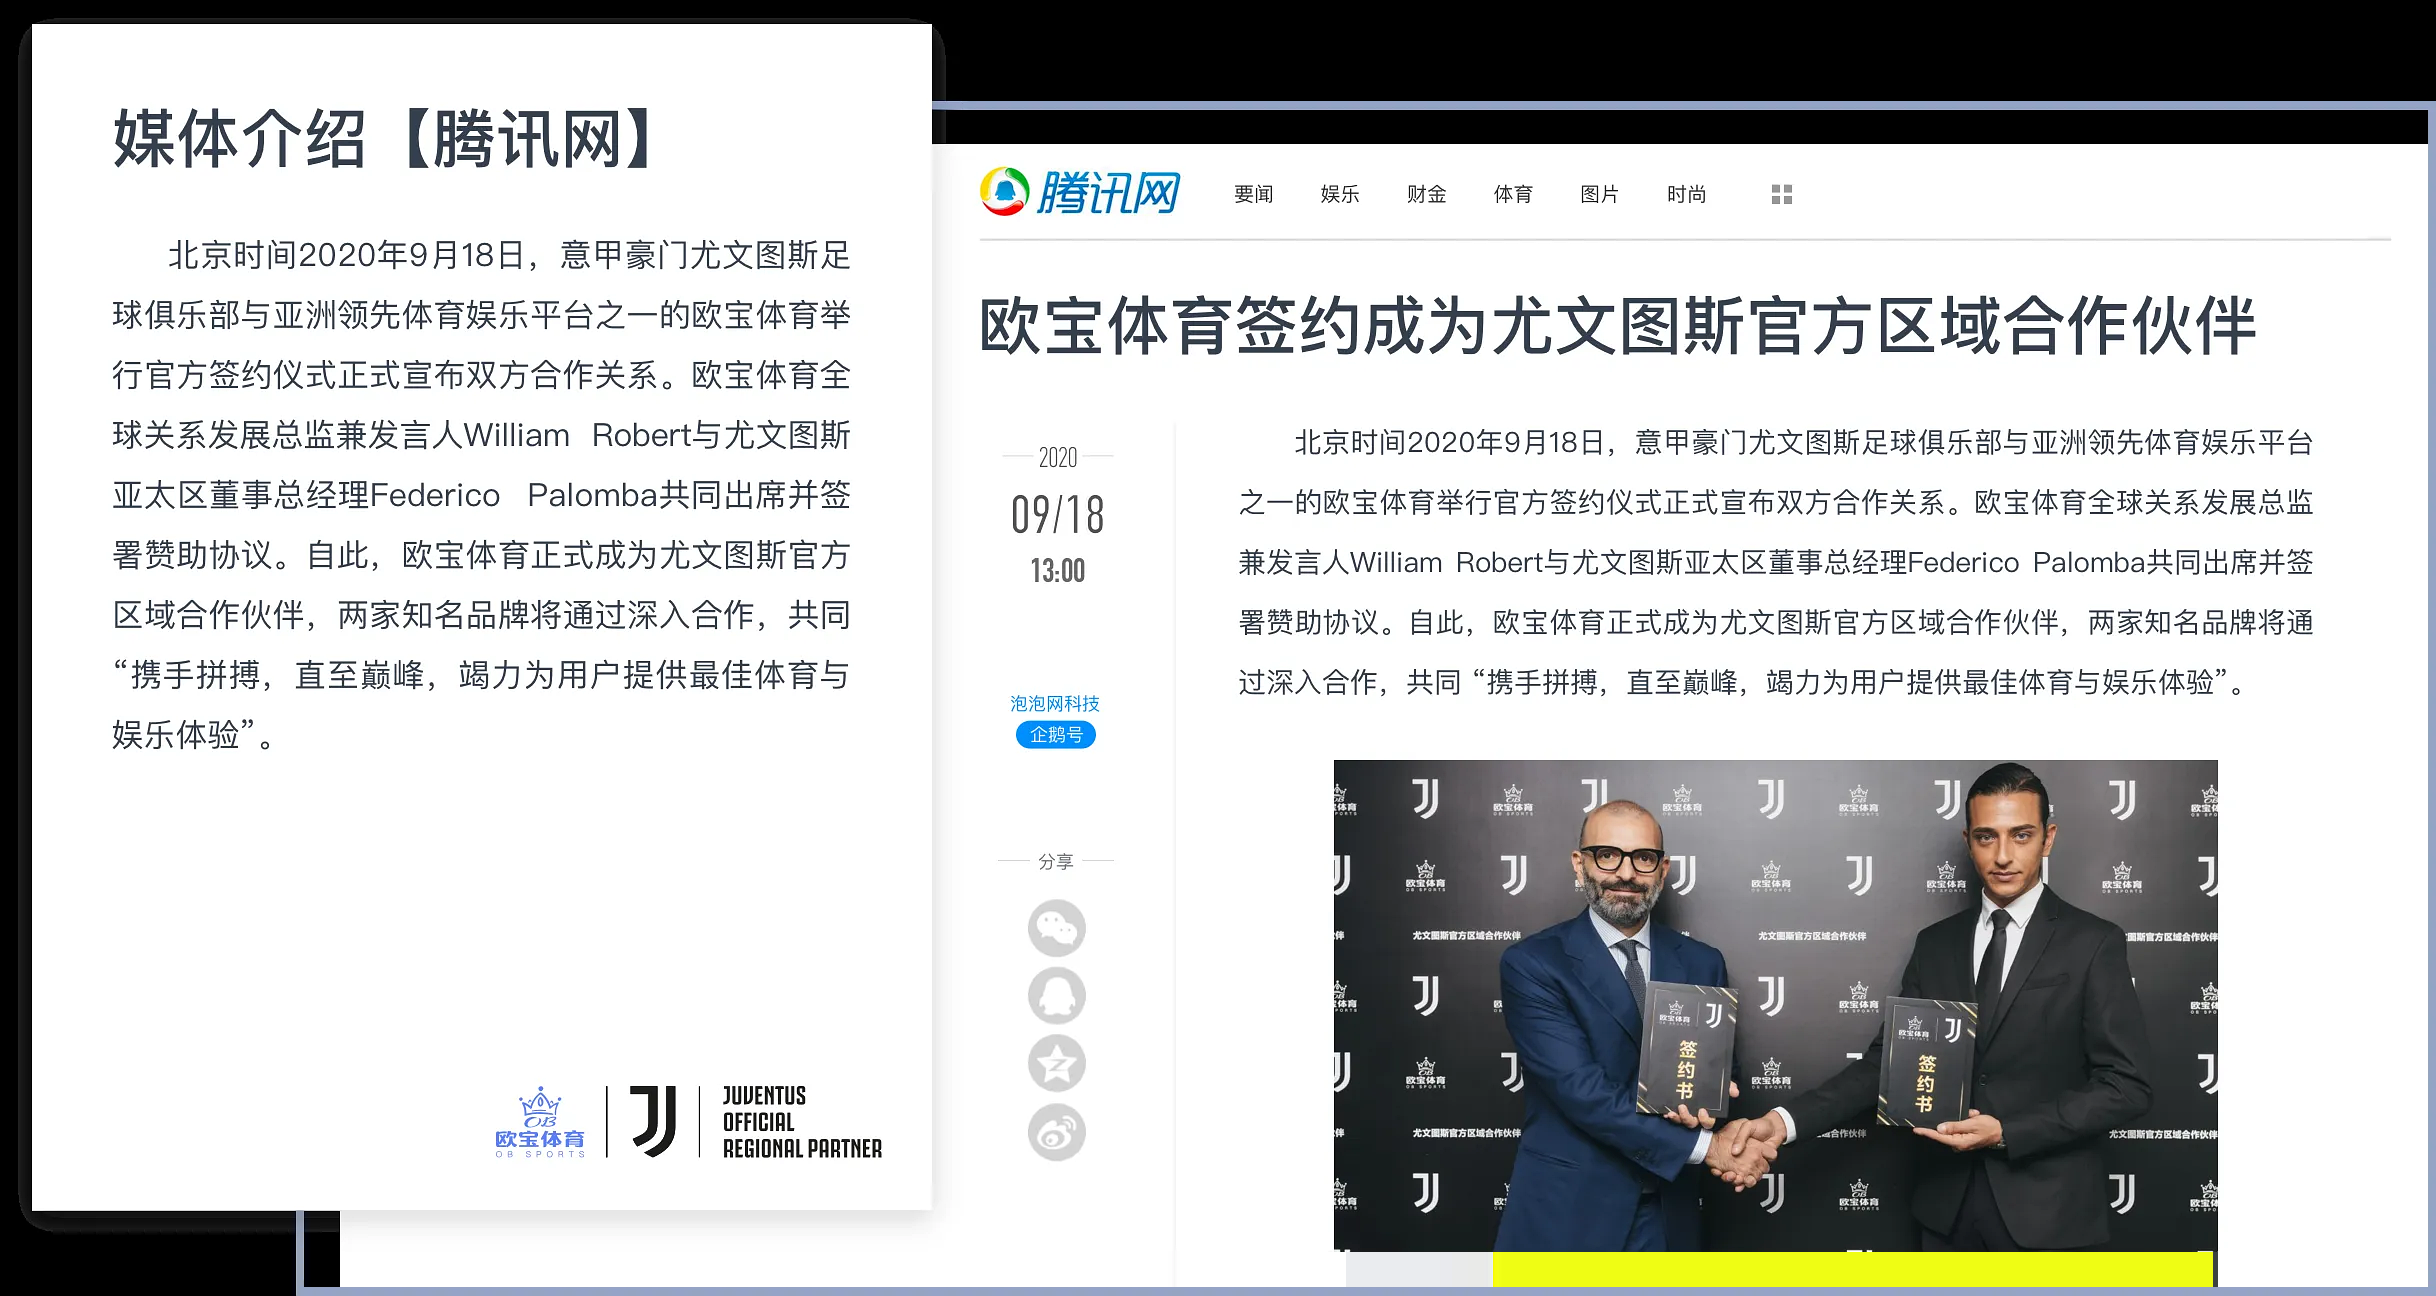 媒体介绍【腾讯网】
北京时间2020年9月18日，意甲豪门尤文图斯足
球俱乐部与亚洲领先体育娱乐平台之一的欧宝体育举
行官方签约仪式正式宣布双方合作关系。欧宝体育全
球关系发展总监兼发言人William Robert与尤文图斯
亚太区董事总经理Federico Palomba共同出席并签
署赞助协议。自此，欧宝体育正式成为尤文图斯官方
区域合作伙伴，两家知名品牌将通过深入合作，共同
“携手拼搏，直至巅峰，竭力为用户提供最佳体育与
娱乐体验”。
OB
欧宝体育
OB SPORTS
JUVENTUS
OFFICIAL
REGIONAL PARTNER
腾讯网
要闻 娱乐 财金 体育 图片 时尚
欧宝体育签约成为尤文图斯官方区域合作伙伴
2020
09/18
13:00
泡泡网科技
企鹅号
分享
北京时间2020年9月18日，意甲豪门尤文图斯足球俱乐部与亚洲领先体育娱乐平台
之一的欧宝体育举行官方签约仪式正式宣布双方合作关系。欧宝体育全球关系发展总监
兼发言人William Robert与尤文图斯亚太区董事总经理Federico Palomba共同出席并签
署赞助协议。自此，欧宝体育正式成为尤文图斯官方区域合作伙伴，两家知名品牌将通
过深入合作，共同 “携手拼搏，直至巅峰，竭力为用户提供最佳体育与娱乐体验”。
欧宝体育
OB SPORTS
尤文图斯官方区域合作伙伴
尤文图斯官方区域合作伙伴
欧宝体育
签约书
欧宝体育
签约书